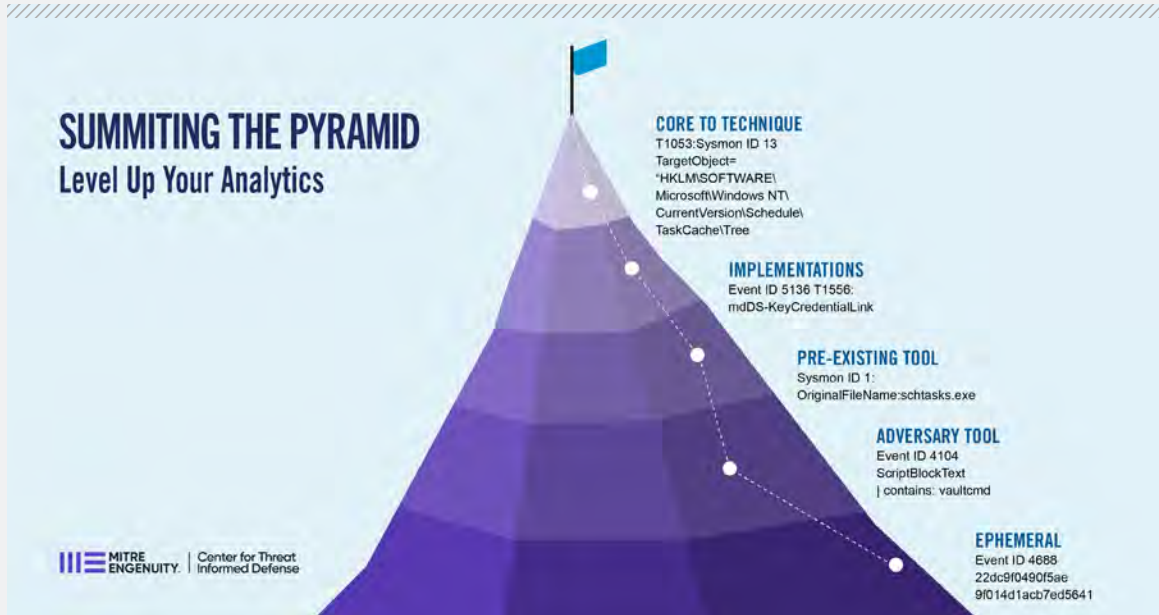 SUMMITING THE PYRAMID
Level Up Your Analytics
CORE TO TECHNIQUE
T1053:Sysmon ID 13
TargetObject=
"HKLM\SOFTWARE\
Microsoft\Windows NT\
CurrentVersion\Schedule\
TaskCache\Tree
IMPLEMENTATIONS
Event ID 5136 T1556:
mdDS-KeyCredentialLink
PRE-EXISTING TOOL
Sysmon ID 1:
OriginalFileName:schtasks.exe
ADVERSARY TOOL
Event ID 4104
ScriptBlockText
| contains: vaultcmd
EPHEMERAL
Event ID 4688
22dc9f0490f5ae
9f014d1acb7ed5641
MITRE
ENGENUITY.
Center for Threat
Informed Defense